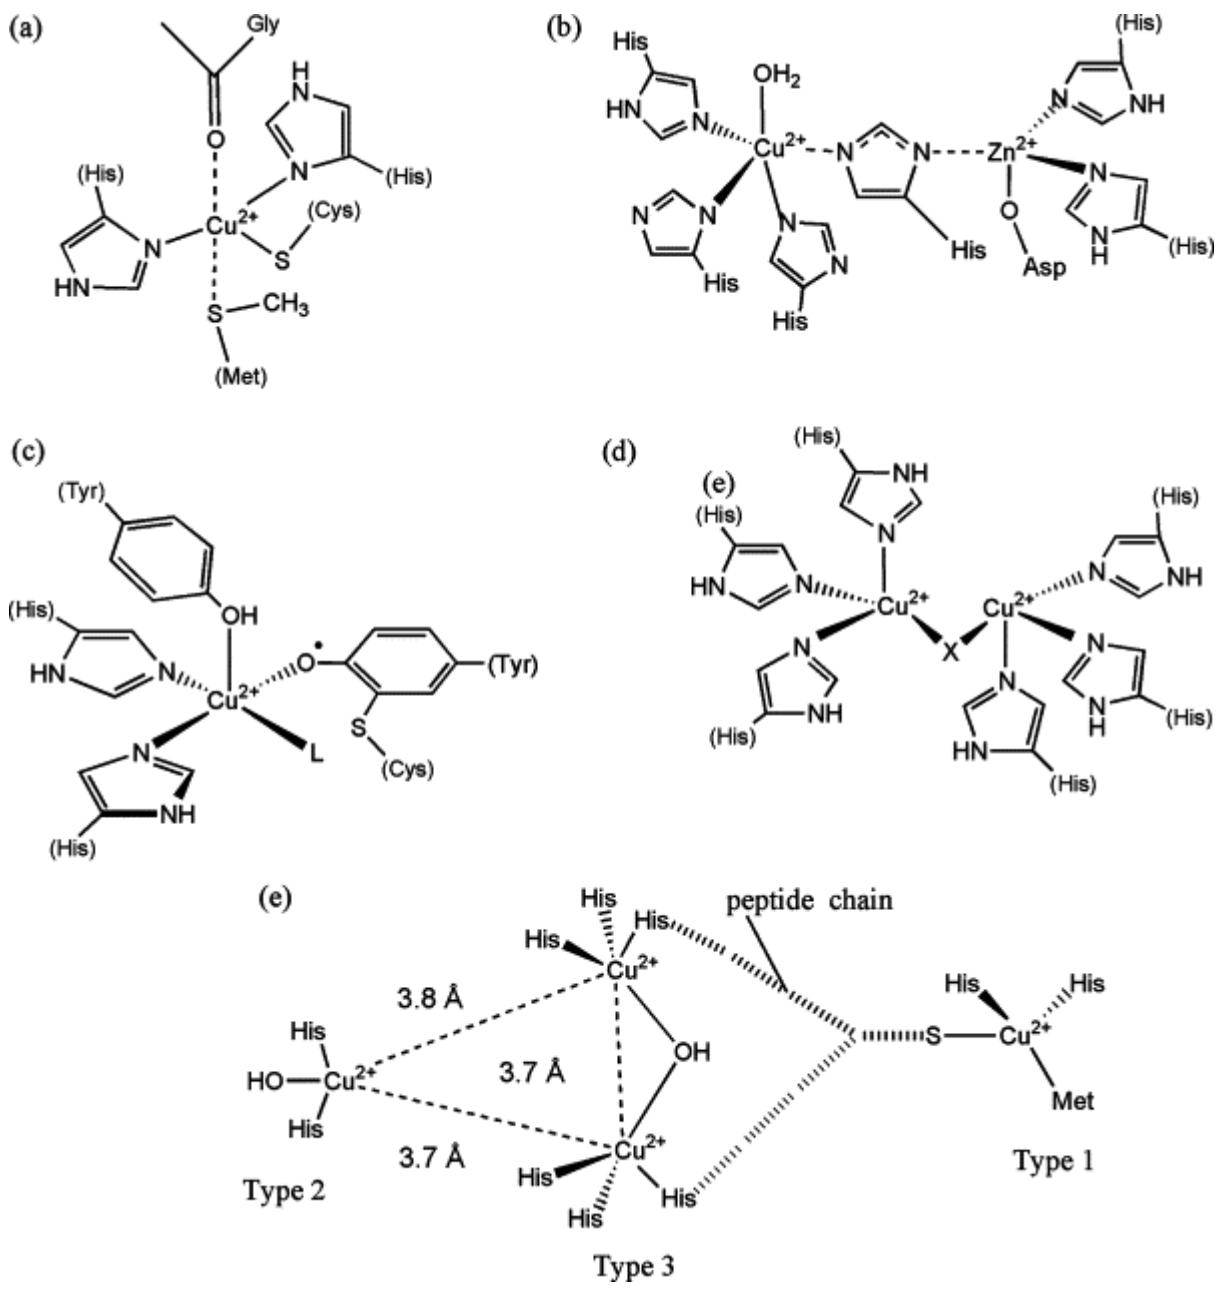 (a)
Gly
O
H
N
N
(His)
(His)
Cu2+
(Cys)
S
N
HN
S
CH3
(Met)
(b)
His
OH2
HN
N
Cu2+
N
N
Zn2+
(His)
N
NH
N
N
His
N
N
His
His
O
Asp
N
N
H
(His)
(c)
(Tyr)
OH
(His)
HN
N
Cu2+
O•
(Tyr)
S
(Cys)
L
N
NH
(His)
(d)
(e)
(His)
NH
N
(His)
HN
N
Cu2+
N
NH
(His)
X
Cu2+
(His)
N
NH
N
N
H
(His)
N
HN
(His)
(e)
His
His
His
Cu2+
peptide chain
3.8 Å
His
HO
Cu2+
His
3.7 Å
OH
3.7 Å
Cu2+
His
His
His
S
His
His
Cu2+
Met
Type 2
Type 1
Type 3